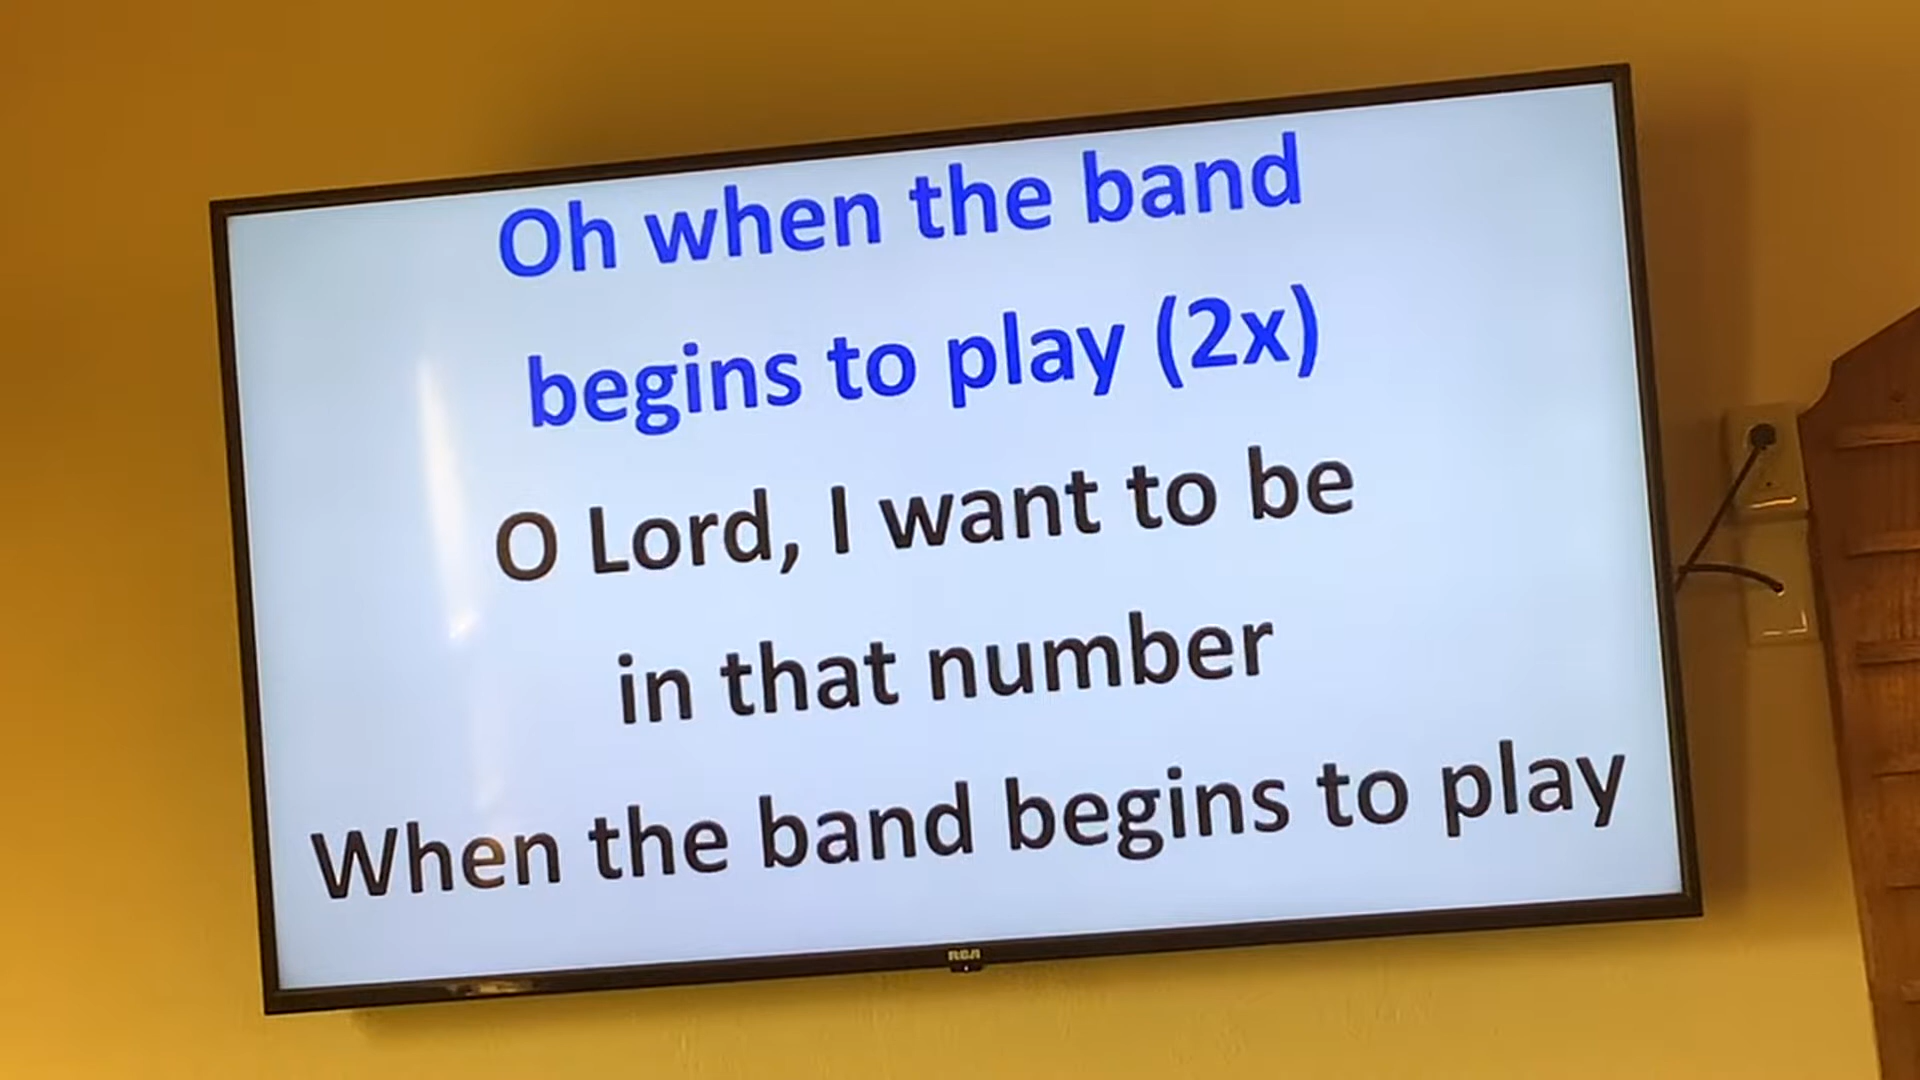 Oh when the band
begins to play (2x)
O Lord, I want to be
in that number
When the band begins to play
RCA